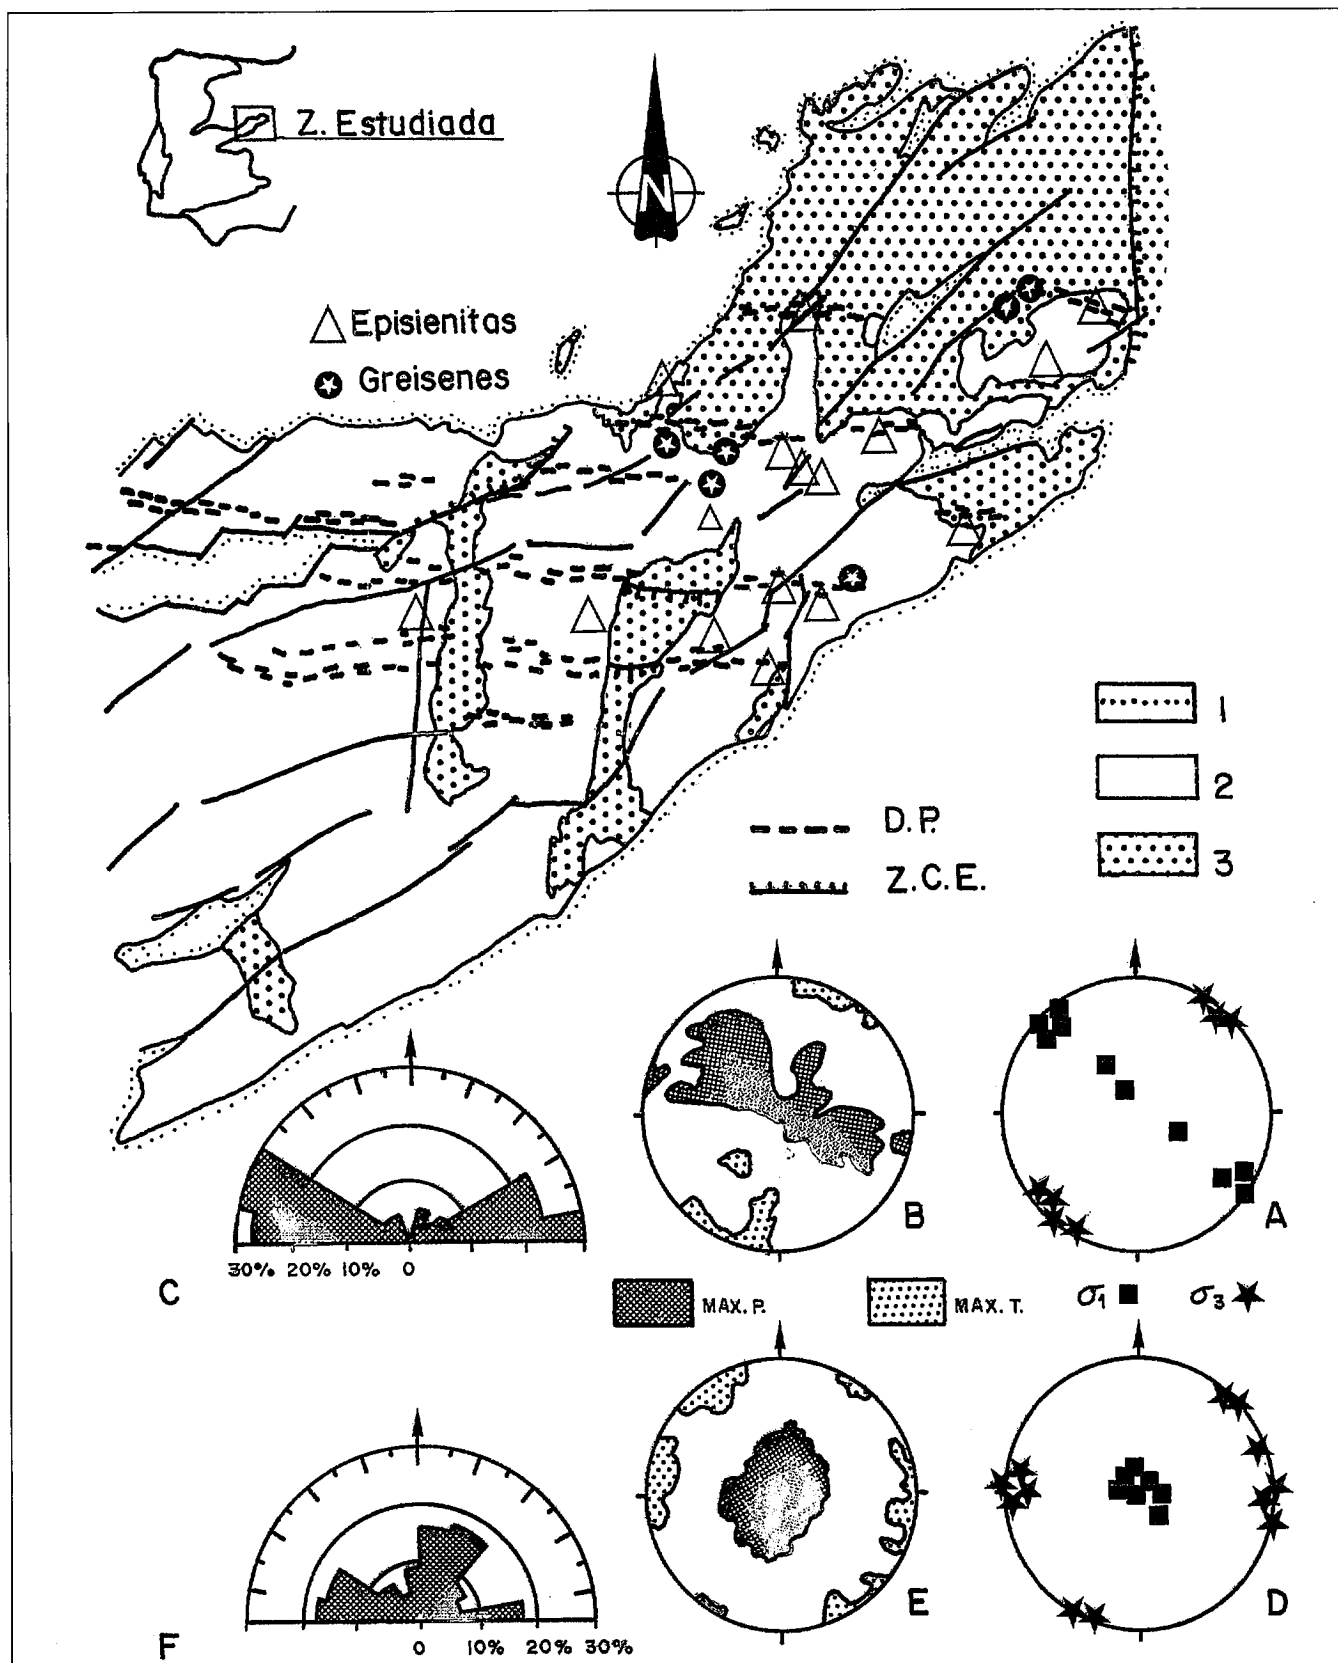 Z. Estudiada
N
Episienitas
Greisenes
1
2
3
D.P.
Z.C.E.
B
A
30% 20% 10% 0
C
MAX. P.
MAX. T.
σ1
σ3
E
D
F
0 10% 20% 30%